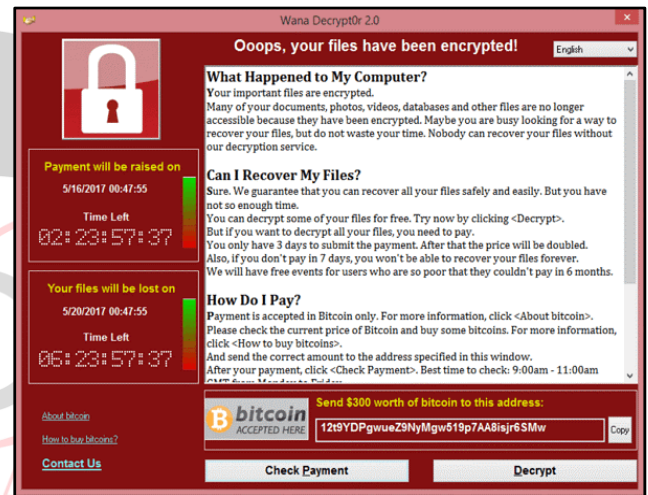 Wana Decrypt0r 2.0
Ooops, your files have been encrypted!
English
What Happened to My Computer?
Your important files are encrypted.
Many of your documents, photos, videos, databases and other files are no longer
accessible because they have been encrypted. Maybe you are busy looking for a way to
recover your files, but do not waste your time. Nobody can recover your files without
our decryption service.
Can I Recover My Files?
Sure. We guarantee that you can recover all your files safely and easily. But you have
not so enough time.
You can decrypt some of your files for free. Try now by clicking <Decrypt>.
But if you want to decrypt all your files, you need to pay.
You only have 3 days to submit the payment. After that the price will be doubled.
Also, if you don't pay in 7 days, you won't be able to recover your files forever.
We will have free events for users who are so poor that they couldn't pay in 6 months.
How Do I Pay?
Payment is accepted in Bitcoin only. For more information, click <About bitcoin>.
Please check the current price of Bitcoin and buy some bitcoins. For more information,
click <How to buy bitcoins>.
And send the correct amount to the address specified in this window.
After your payment, click <Check Payment>. Best time to check: 9:00am - 11:00am
GMT from Monday to Friday
Payment will be raised on
5/16/2017 00:47:55
Time Left
02:23:57:37
Your files will be lost on
5/20/2017 00:47:55
Time Left
06:23:57:37
About bitcoin
How to buy bitcoins?
Contact Us
bitcoin
ACCEPTED HERE
Send $300 worth of bitcoin to this address:
12t9YDPgwueZ9NyMgw519p7AA8isjr6SMw
Copy
Check Payment
Decrypt